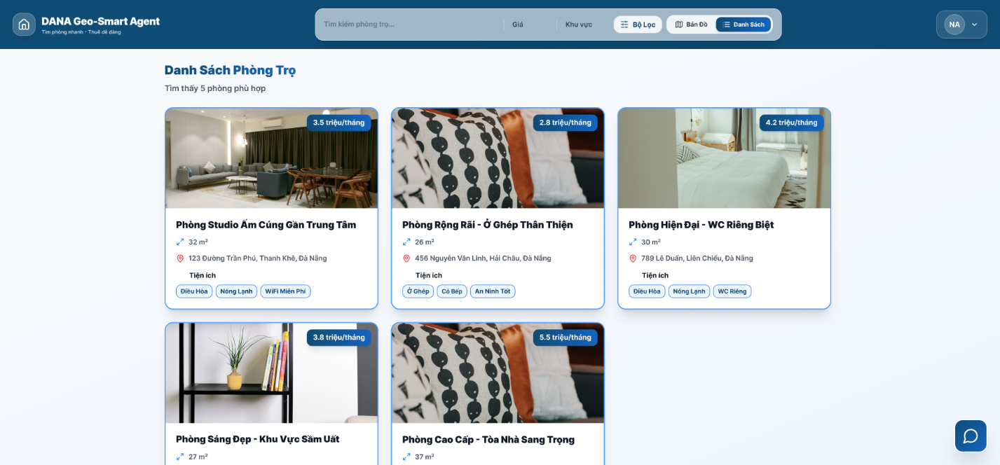 DANA Geo-Smart Agent
Tìm phòng nhanh - Thuê dễ dàng
Tìm kiếm phòng trọ...
Giá
Khu vực
Bộ Lọc
Bản Đồ
Danh Sách
NA
Danh Sách Phòng Trọ
Tìm thấy 5 phòng phù hợp
3.5 triệu/tháng
Phòng Studio Ấm Cúng Gần Trung Tâm
32 m²
123 Đường Trần Phú, Thanh Khê, Đà Nẵng
Tiện ích
Điều Hòa
Nóng Lạnh
WiFi Miễn Phí
2.8 triệu/tháng
Phòng Rộng Rãi - Ở Ghép Thân Thiện
26 m²
456 Nguyễn Văn Linh, Hải Châu, Đà Nẵng
Tiện ích
Ở Ghép
Có Bếp
An Ninh Tốt
4.2 triệu/tháng
Phòng Hiện Đại - WC Riêng Biệt
30 m²
789 Lê Duẩn, Liên Chiểu, Đà Nẵng
Tiện ích
Điều Hòa
Nóng Lạnh
WC Riêng
3.8 triệu/tháng
Phòng Sáng Đẹp - Khu Vực Sầm Uất
27 m²
5.5 triệu/tháng
Phòng Cao Cấp - Tòa Nhà Sang Trọng
37 m²